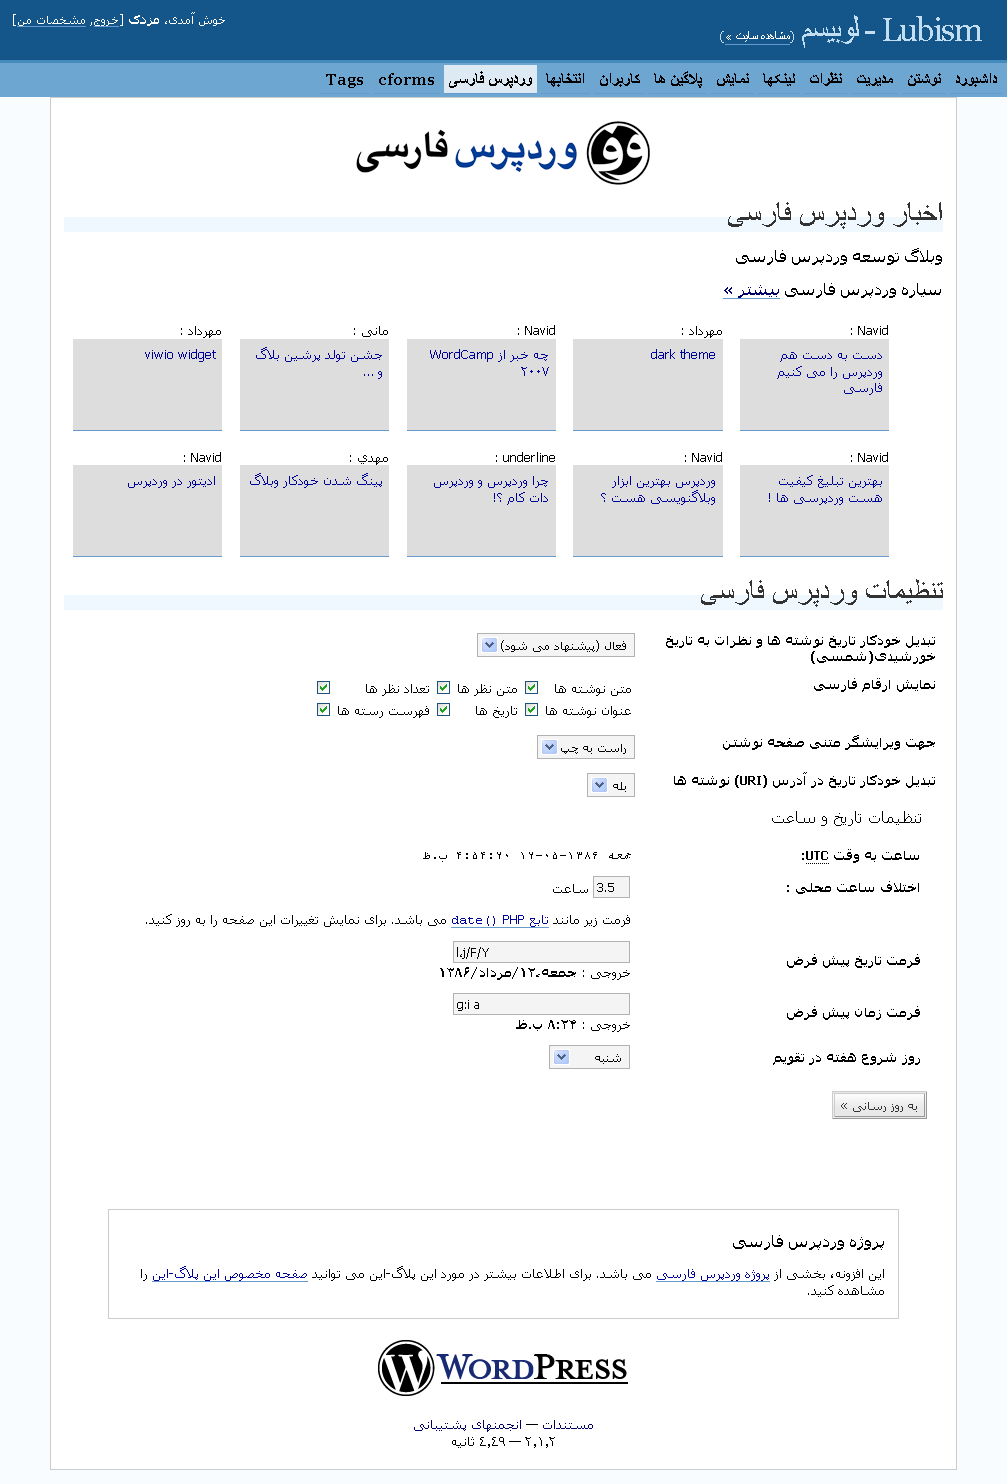 Lubism - لوبیسم (مشاهده سایت »)
خوش آمدی، مزدک [خروج, مشخصات من]
داشبورد نوشتن مدیریت نظرات لینکها نمایش پلاگین ها کاربران انتخابها وردپرس فارسی cforms Tags
وردپرس فارسی
اخبار وردپرس فارسی
وبلاگ توسعه وردپرس فارسی
سیاره وردپرس فارسی بیشتر »
Navid :
دست به دست هم
وردپرس را می کنیم
فارسی
مهرداد :
dark theme
Navid :
چه خبر از WordCamp
۲۰۰۷
مانی :
جشن تولد پرشین بلاگ
و ...
مهرداد :
viwio widget
Navid :
بهترین تبلیغ کیفیت
هست وردپرسی ها !
Navid :
وردپرس بهترین ابزار
وبلاگنویسی هست ؟
underline :
چرا وردپرس و وردپرس
دات کام ؟!
مهدي :
پینگ شدن خودکار وبلاگ
Navid :
ادیتور در وردپرس
تنظیمات وردپرس فارسی
تبدیل خودکار تاریخ نوشته ها و نظرات به تاریخ
خورشیدی(شمسی)
فعال (پیشنهاد می شود)
نمایش ارقام فارسی
متن نوشته ها متن نظر ها تعداد نظر ها
عنوان نوشته ها تاریخ ها فهرست رسته ها
جهت ویرایشگر متنی صفحه نوشتن
راست به چپ
تبدیل خودکار تاریخ در آدرس (URI) نوشته ها
بله
تنظیمات تاریخ و ساعت
ساعت به وقت UTC:
جمعه ۱۳۸۶-۰۵-۱۲ ۴:۵۴:۲۰ ب.ظ
اختلاف ساعت محلی :
3.5 ساعت
فرمت زیر مانند تابع PHP date() می باشد. برای نمایش تغییرات این صفحه را به روز کنید.
فرمت تاریخ پیش فرض
l،j/F/Y
خروجی : جمعه،۱۲/مرداد/۱۳۸۶
فرمت زمان پیش فرض
g:i a
خروجی : ۸:۲۴ ب.ظ
روز شروع هفته در تقویم
شنبه
به روز رسانی »
پروژه وردپرس فارسی
این افزونه، بخشی از پروژه وردپرس فارسی می باشد. برای اطلاعات بیشتر در مورد این پلاگ-این می توانید صفحه مخصوص این پلاگ-این را
مشاهده کنید.
WORDPRESS
مستندات — انجمنهای پشتیبانی
۲,۱,۲ — ٤,٤٩ ثانیه